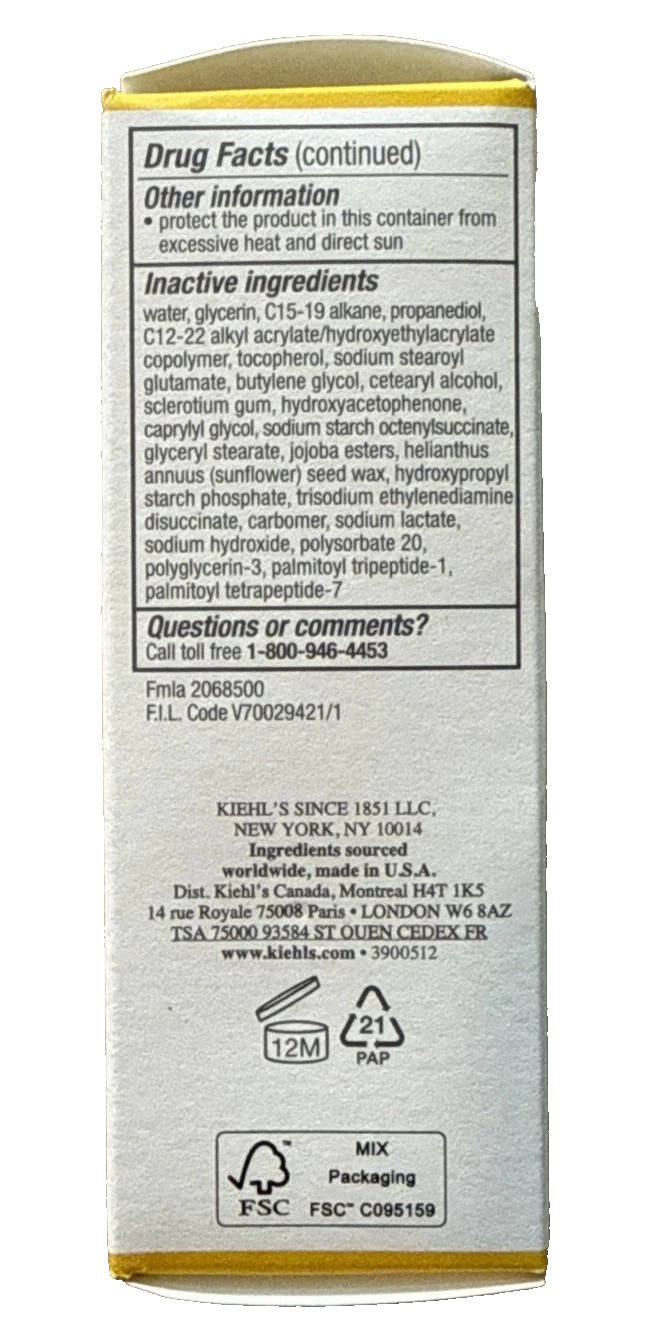 Drug Facts (continued)
Other information
• protect the product in this container from
excessive heat and direct sun
Inactive ingredients
water, glycerin, C15-19 alkane, propanediol,
C12-22 alkyl acrylate/hydroxyethylacrylate
copolymer, tocopherol, sodium stearoyl
glutamate, butylene glycol, cetearyl alcohol,
sclerotium gum, hydroxyacetophenone,
caprylyl glycol, sodium starch octenylsuccinate,
glyceryl stearate, jojoba esters, helianthus
annuus (sunflower) seed wax, hydroxypropyl
starch phosphate, trisodium ethylenediamine
disuccinate, carbomer, sodium lactate,
sodium hydroxide, polysorbate 20,
polyglycerin-3, palmitoyl tripeptide-1,
palmitoyl tetrapeptide-7
Questions or comments?
Call toll free 1-800-946-4453
Fmla 2068500
F.I.L. Code V70029421/1
KIEHL'S SINCE 1851 LLC,
NEW YORK, NY 10014
Ingredients sourced
worldwide, made in U.S.A.
Dist. Kiehl's Canada, Montreal H4T 1K5
14 rue Royale 75008 Paris • LONDON W6 8AZ
TSA 75000 93584 ST OUEN CEDEX FR
www.kiehls.com • 3900512
12M
21
PAP
FSC™
MIX
Packaging
FSC™ C095159